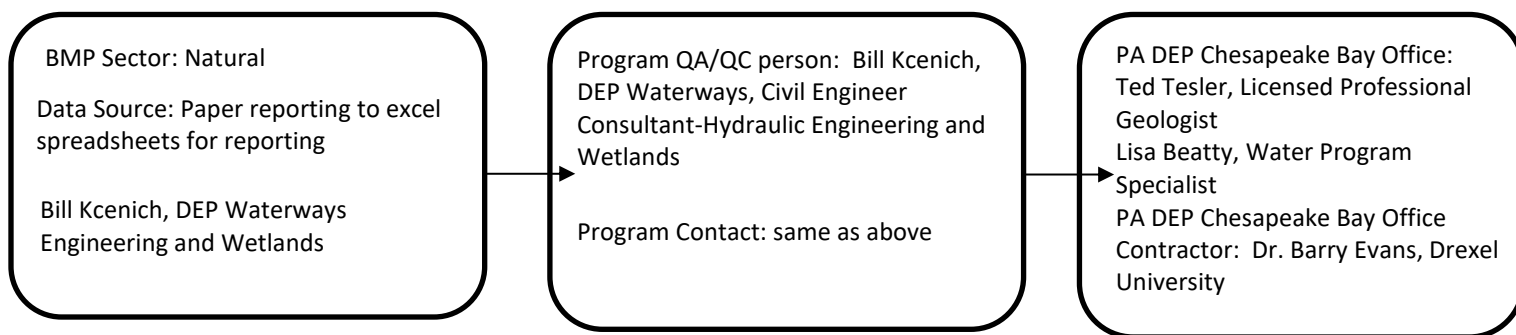 BMP Sector: Natural
Data Source: Paper reporting to excel
spreadsheets for reporting
Bill Kcenich, DEP Waterways
Engineering and Wetlands
Program QA/QC person:  Bill Kcenich,
DEP Waterways, Civil Engineer
Consultant-Hydraulic Engineering and
Wetlands
Program Contact: same as above
PA DEP Chesapeake Bay Office:
Ted Tesler, Licensed Professional
Geologist
Lisa Beatty, Water Program
Specialist
PA DEP Chesapeake Bay Office
Contractor:  Dr. Barry Evans, Drexel
University